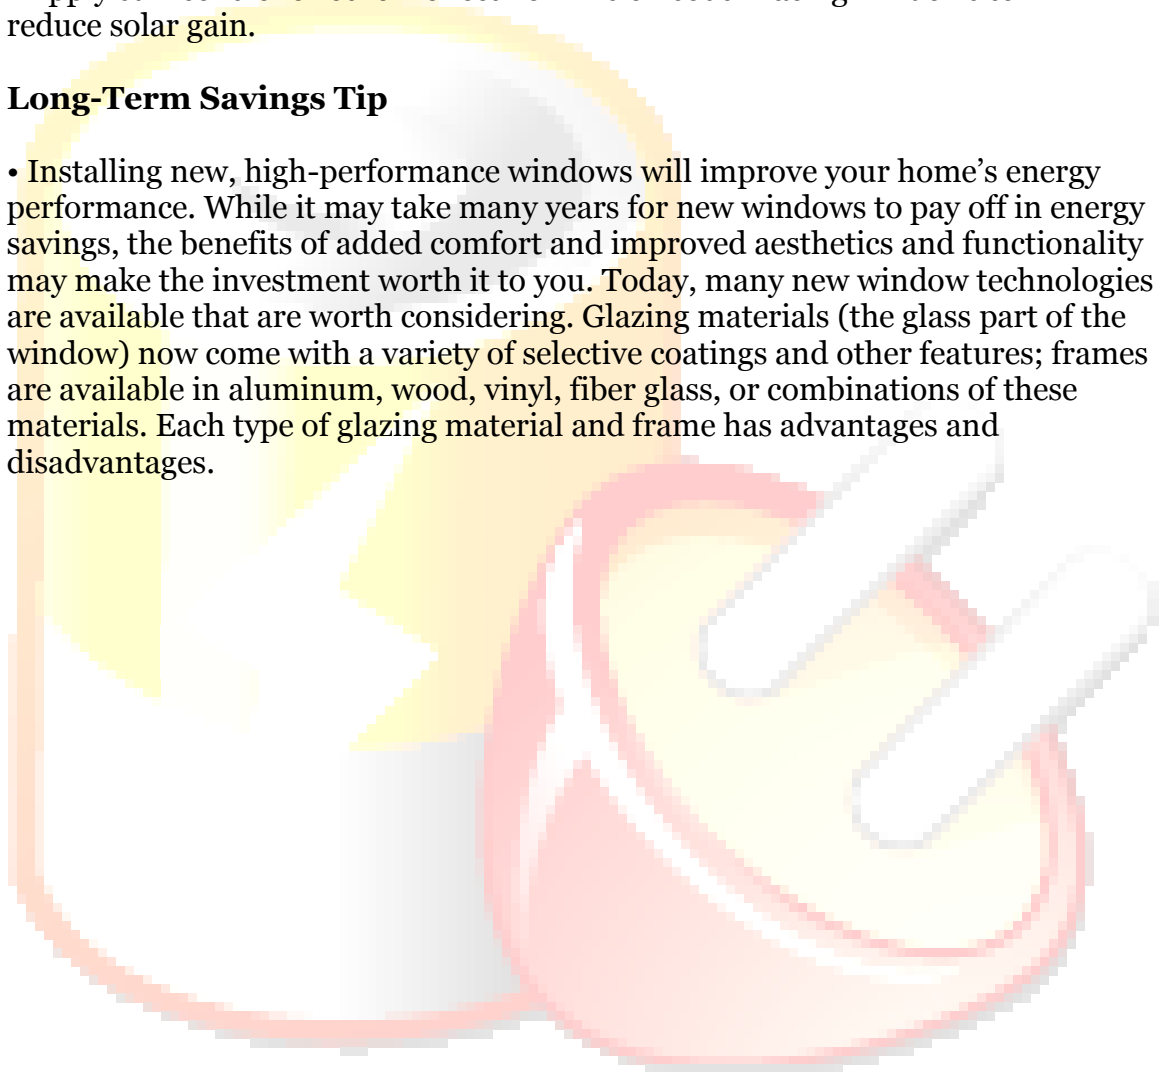 reduce solar gain.
Long-Term Savings Tip
• Installing new, high-performance windows will improve your home’s energy
performance. While it may take many years for new windows to pay off in energy
savings, the benefits of added comfort and improved aesthetics and functionality
may make the investment worth it to you. Today, many new window technologies
are available that are worth considering. Glazing materials (the glass part of the
window) now come with a variety of selective coatings and other features; frames
are available in aluminum, wood, vinyl, fiber glass, or combinations of these
materials. Each type of glazing material and frame has advantages and
disadvantages.